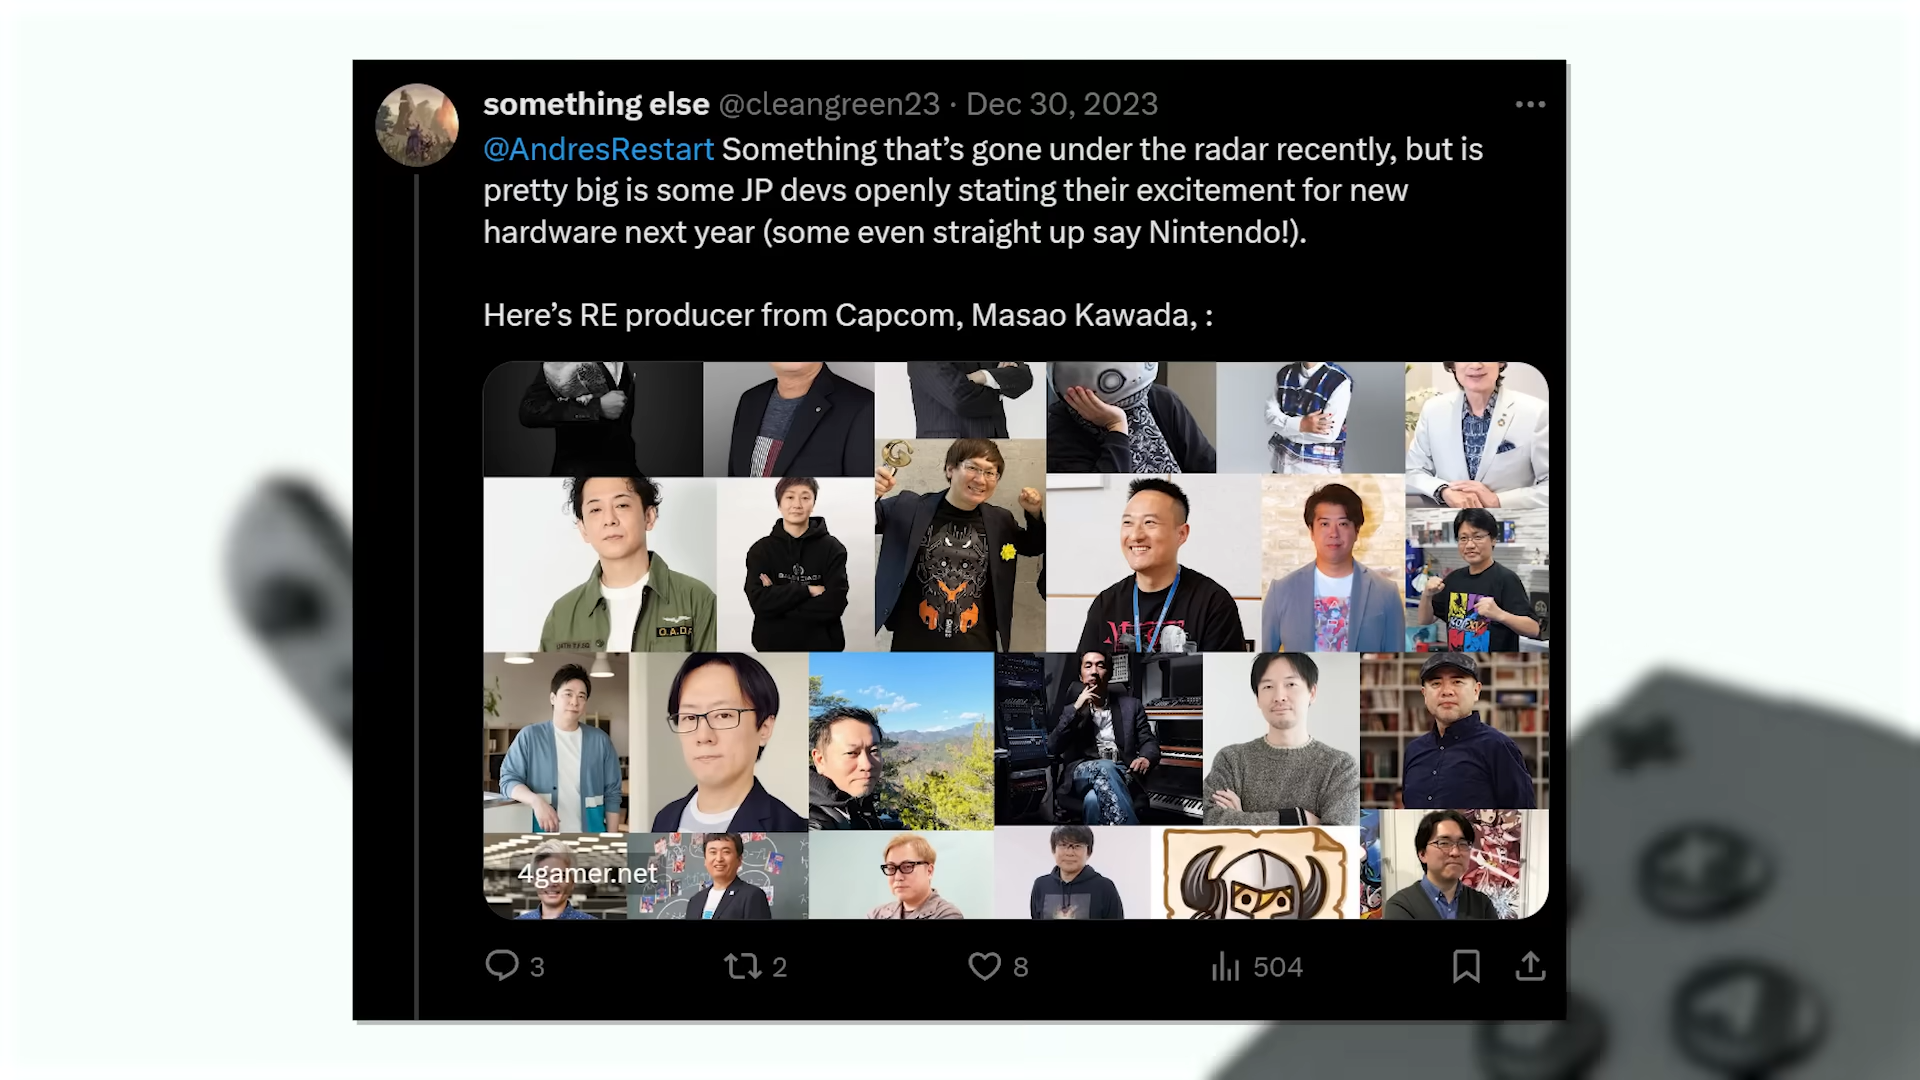 something else @cleangreen23 · Dec 30, 2023
@AndresRestart Something that’s gone under the radar recently, but is
pretty big is some JP devs openly stating their excitement for new
hardware next year (some even straight up say Nintendo!).
Here’s RE producer from Capcom, Masao Kawada, :
O.A.D.
4gamer.net
3
2
8
504